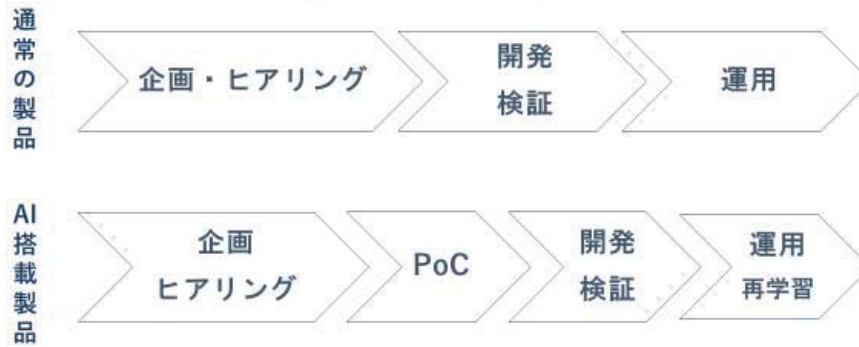 通常の製品
企画・ヒアリング
開発
検証
運用
AI搭載製品
企画
ヒアリング
PoC
開発
検証
運用
再学習